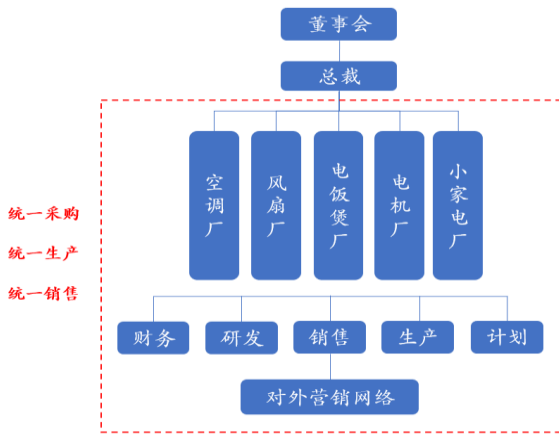 董事会
总裁
空调厂
风扇厂
电饭煲厂
电机厂
小家电厂
统一采购
统一生产
统一销售
财务
研发
销售
生产
计划
对外营销网络